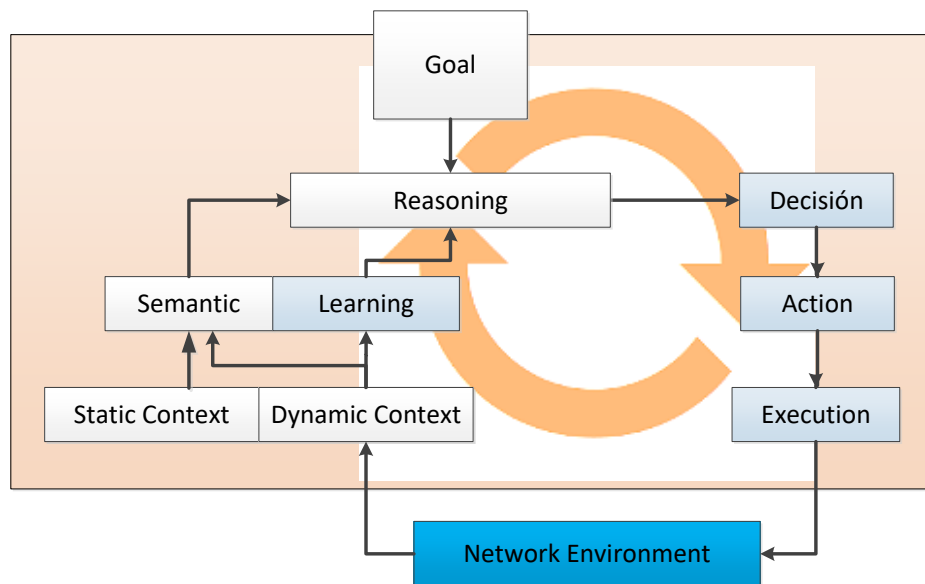 Goal
Reasoning
Decisión
Semantic
Learning
Action
Static Context
Dynamic Context
Execution
Network Environment